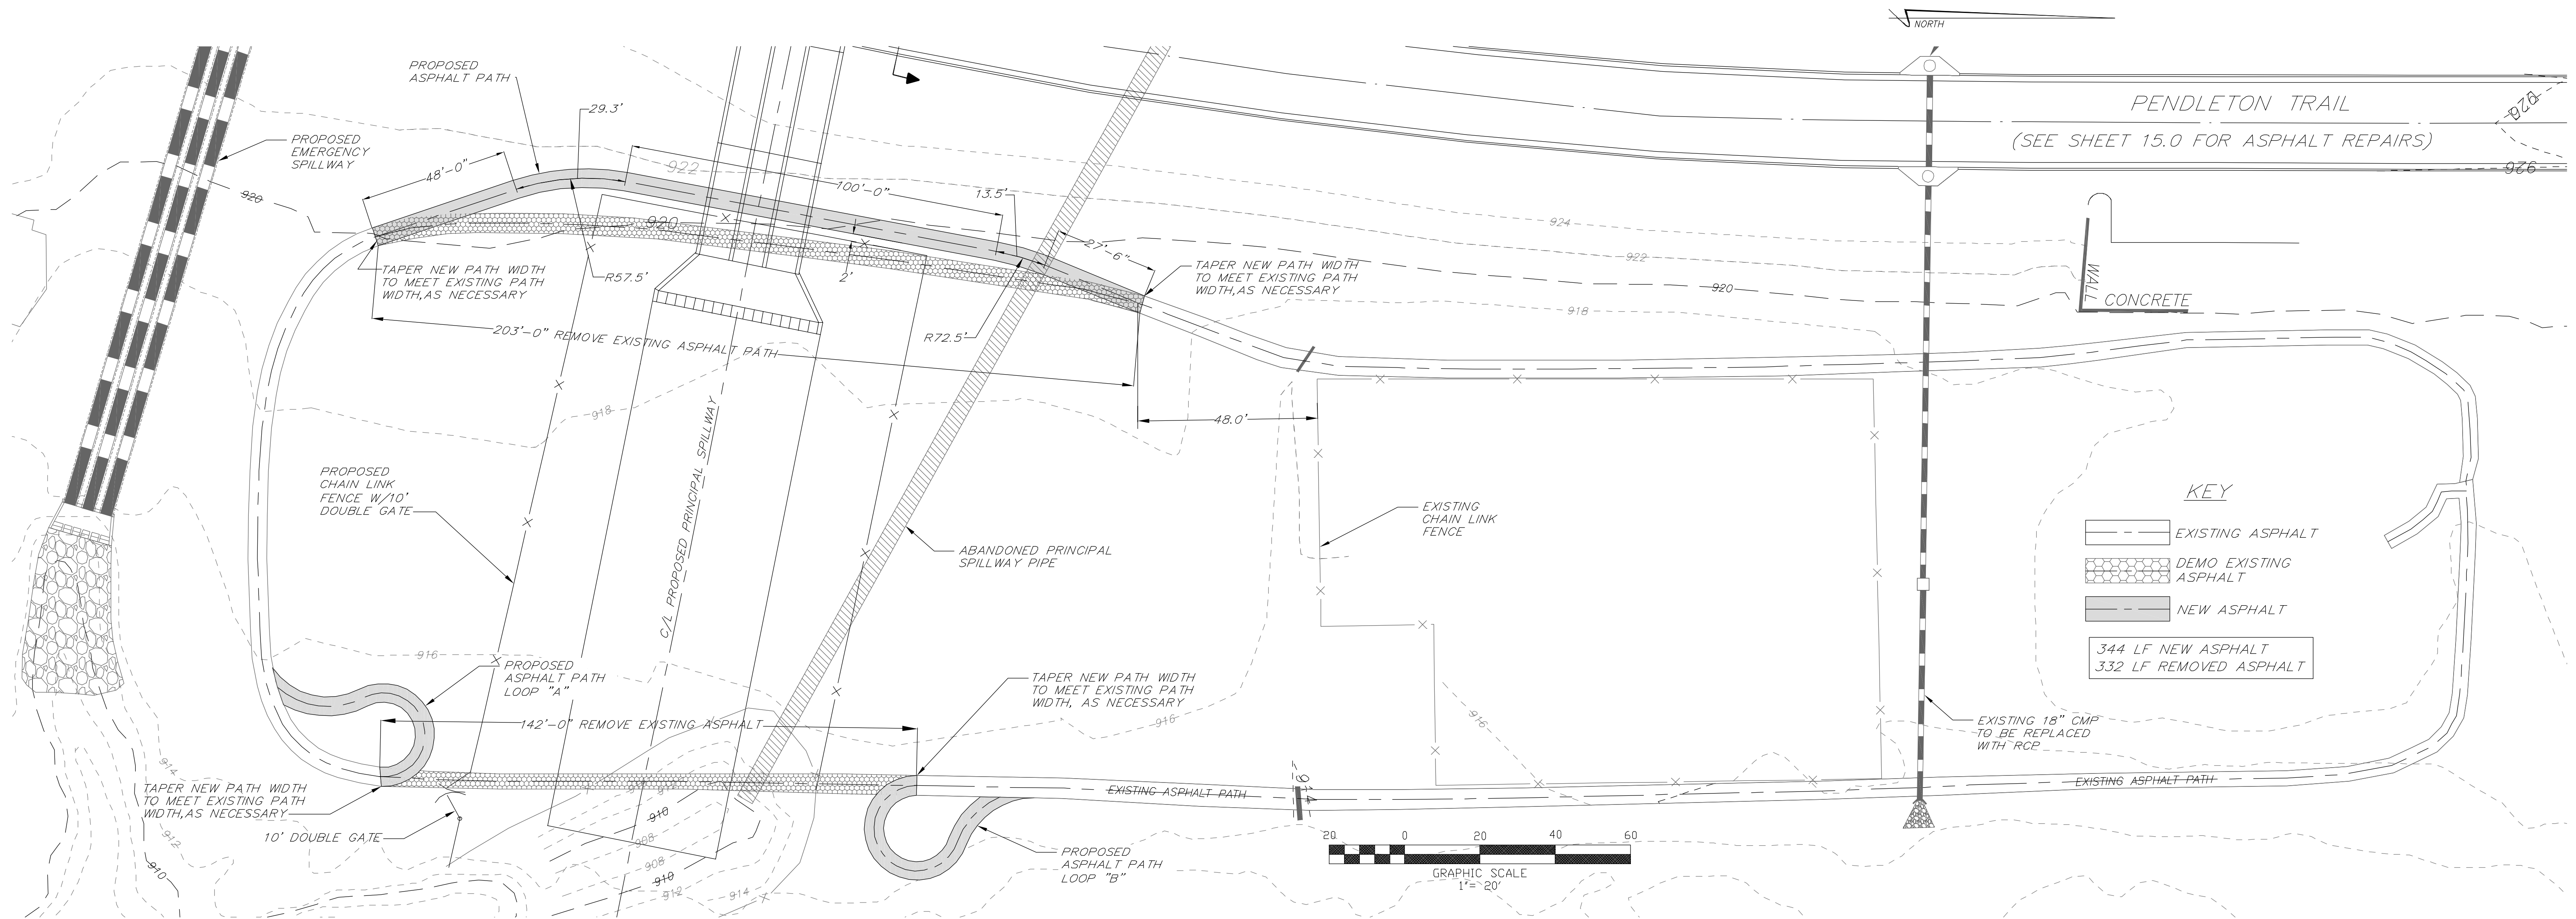 NORTH
PROPOSED
ASPHALT PATH
29.3'
PENDLETON TRAIL
(SEE SHEET 15.0 FOR ASPHALT REPAIRS)
926
926
PROPOSED
EMERGENCY
SPILLWAY
920
48'-0"
922
100'-0"
13.5'
920
924
922
920
918
27'-6"
TAPER NEW PATH WIDTH
TO MEET EXISTING PATH
WIDTH,AS NECESSARY
R57.5'
2'
TAPER NEW PATH WIDTH
TO MEET EXISTING PATH
WIDTH,AS NECESSARY
WALL
CONCRETE
203'-0" REMOVE EXISTING ASPHALT PATH
R72.5'
918
48.0'
C/L PROPOSED PRINCIPAL SPILLWAY
PROPOSED
CHAIN LINK
FENCE W/10'
DOUBLE GATE
ABANDONED PRINCIPAL
SPILLWAY PIPE
EXISTING
CHAIN LINK
FENCE
KEY
EXISTING ASPHALT
DEMO EXISTING
ASPHALT
NEW ASPHALT
344 LF NEW ASPHALT
332 LF REMOVED ASPHALT
916
PROPOSED
ASPHALT PATH
LOOP "A"
TAPER NEW PATH WIDTH
TO MEET EXISTING PATH
WIDTH, AS NECESSARY
142'-0" REMOVE EXISTING ASPHALT
916
916
EXISTING 18" CMP
TO BE REPLACED
WITH RCP
914
TAPER NEW PATH WIDTH
TO MEET EXISTING PATH
WIDTH,AS NECESSARY
912
EXISTING ASPHALT PATH
914
EXISTING ASPHALT PATH
910
908
908
910
912
914
912
910
10' DOUBLE GATE
PROPOSED
ASPHALT PATH
LOOP "B"
20 0 20 40 60
GRAPHIC SCALE
1"= 20'